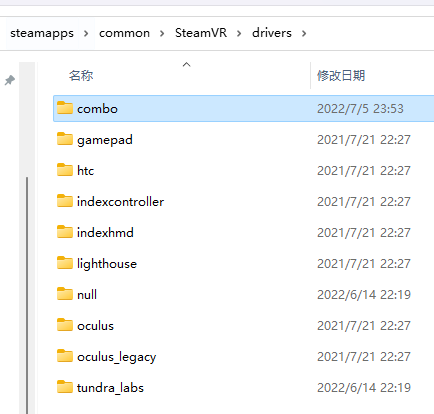 steamapps > common > SteamVR > drivers >
名称 修改日期
combo 2022/7/5 23:53
gamepad 2021/7/21 22:27
htc 2021/7/21 22:27
indexcontroller 2021/7/21 22:27
indexhmd 2021/7/21 22:27
lighthouse 2021/7/21 22:27
null 2022/6/14 22:19
oculus 2021/7/21 22:27
oculus_legacy 2021/7/21 22:27
tundra_labs 2022/6/14 22:19